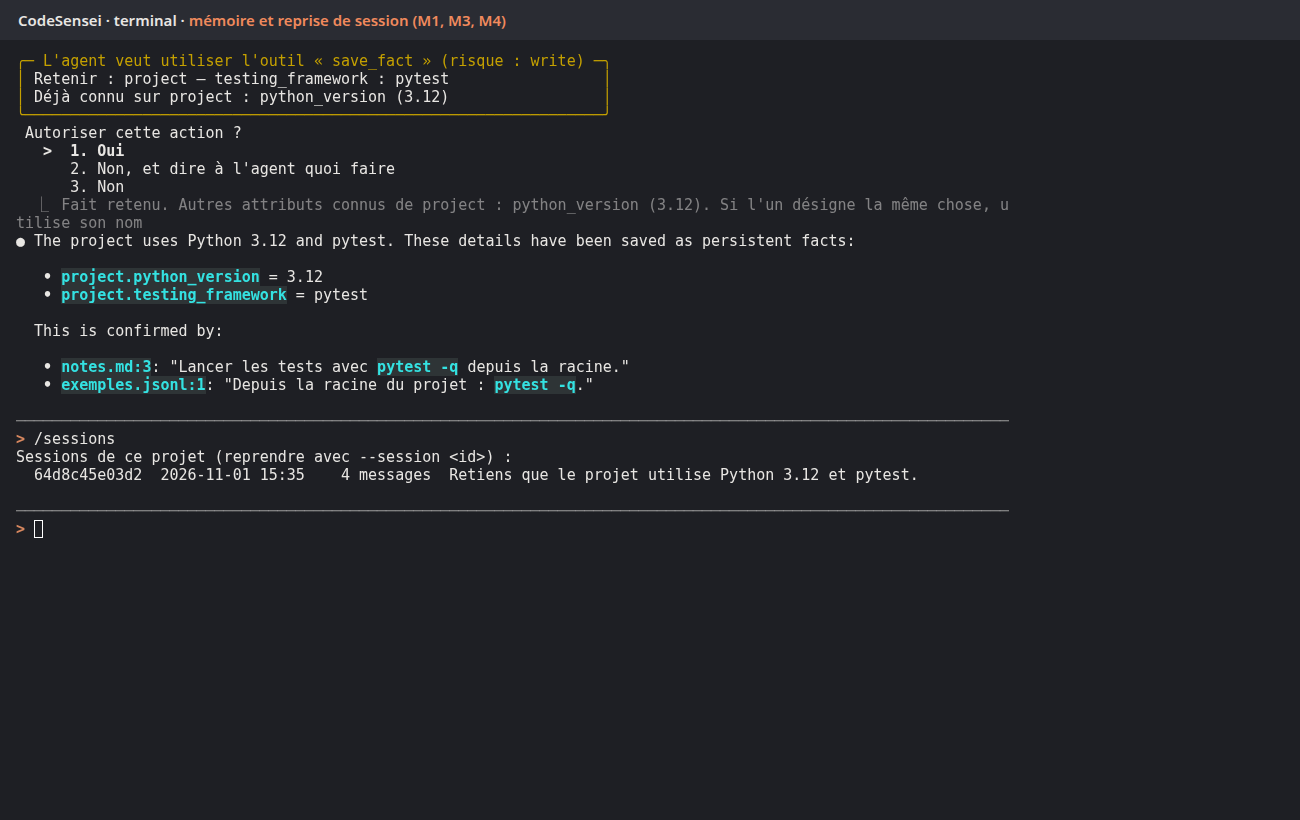 CodeSensei · terminal · mémoire et reprise de session (M1, M3, M4)
L'agent veut utiliser l'outil « save_fact » (risque : write)
Retenir : project — testing_framework : pytest
Déjà connu sur project : python_version (3.12)
Autoriser cette action ?
> 1. Oui
2. Non, et dire à l'agent quoi faire
3. Non
⎿ Fait retenu. Autres attributs connus de project : python_version (3.12). Si l'un désigne la même chose, u
tilise son nom
● The project uses Python 3.12 and pytest. These details have been saved as persistent facts:
• project.python_version = 3.12
• project.testing_framework = pytest
This is confirmed by:
• notes.md:3: "Lancer les tests avec pytest -q depuis la racine."
• exemples.jsonl:1: "Depuis la racine du projet : pytest -q."
> /sessions
Sessions de ce projet (reprendre avec --session <id>) :
64d8c45e03d2 2026-11-01 15:35 4 messages Retiens que le projet utilise Python 3.12 et pytest.
>